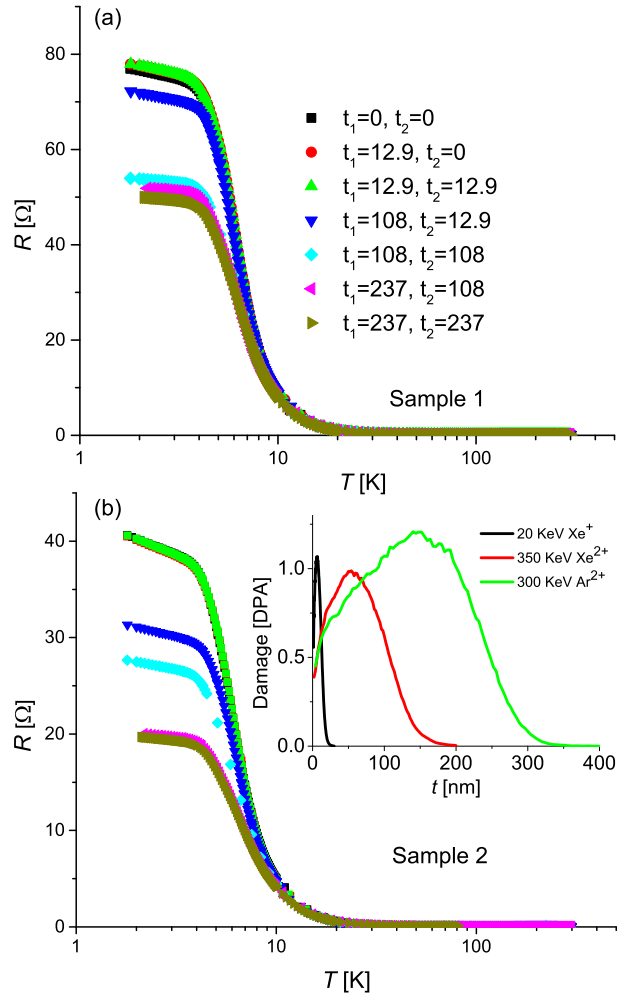 (a)
80
60
40
20
0
R [Ω]
t₁=0, t₂=0
t₁=12.9, t₂=0
t₁=12.9, t₂=12.9
t₁=108, t₂=12.9
t₁=108, t₂=108
t₁=237, t₂=108
t₁=237, t₂=237
Sample 1
1 10 100
T [K]
(b)
40
30
20
10
0
R [Ω]
20 KeV Xe⁺
350 KeV Xe²⁺
300 KeV Ar²⁺
1.0
0.5
0.0
Damage [DPA]
0 100 200 300 400
t [nm]
Sample 2
1 10 100
T [K]